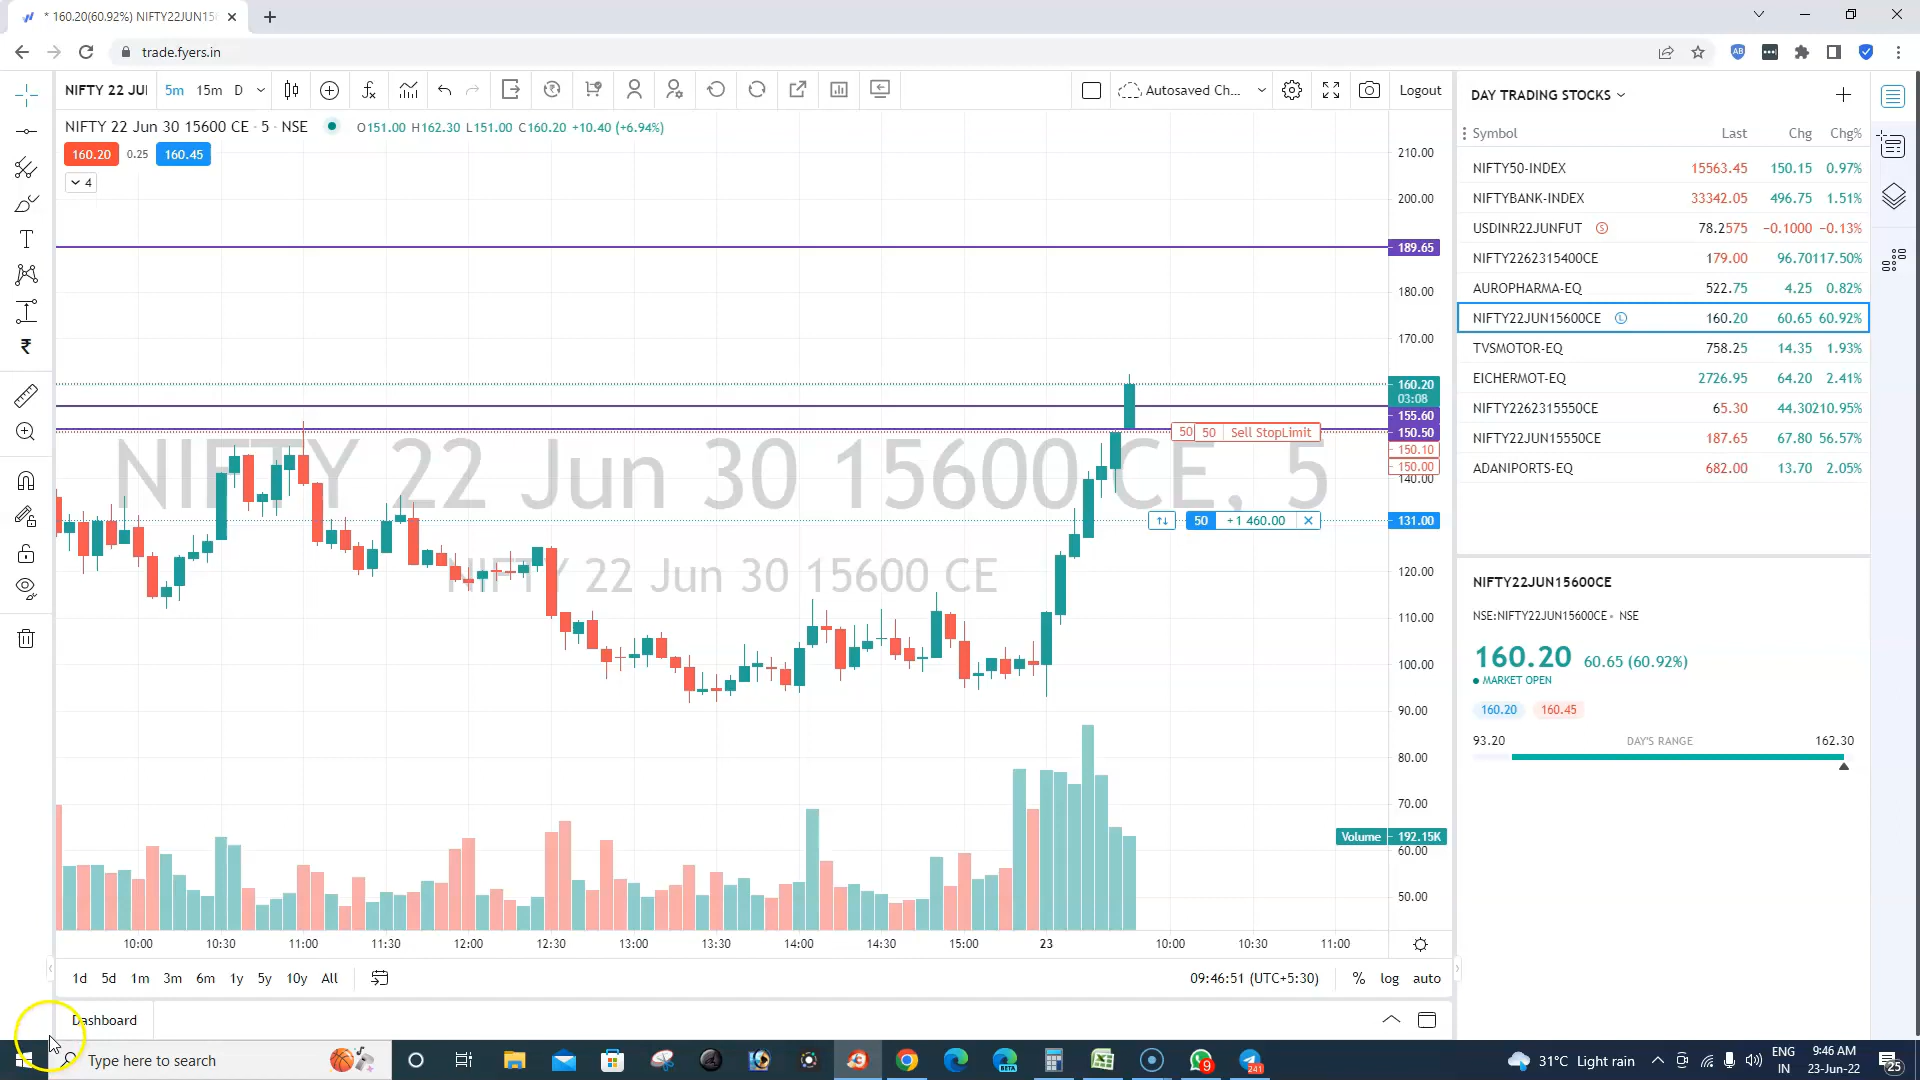 * 160.20(60.92%) NIFTY22JUN15
trade.fyers.in
NIFTY 22 JUI 5m 15m D
Autosaved Ch... Logout
NIFTY 22 Jun 30 15600 CE · 5 · NSE O151.00 H162.30 L151.00 C160.20 +10.40 (+6.94%)
160.20 0.25 160.45
4
210.00
200.00
189.65
180.00
170.00
160.20
03:08
155.60
150.50
150.10
150.00
140.00
131.00
120.00
110.00
100.00
90.00
80.00
70.00
Volume 192.15K
60.00
50.00
50 50 Sell StopLimit
50 +1 460.00
NIFTY 22 Jun 30 15600 CE, 5
NIFTY 22 Jun 30 15600 CE
10:00 10:30 11:00 11:30 12:00 12:30 13:00 13:30 14:00 14:30 15:00 23 10:00 10:30 11:00
1d 5d 1m 3m 6m 1y 5y 10y All 09:46:51 (UTC+5:30) % log auto
Dashboard
DAY TRADING STOCKS
Symbol Last Chg Chg%
NIFTY50-INDEX 15563.45 150.15 0.97%
NIFTYBANK-INDEX 33342.05 496.75 1.51%
USDINR22JUNFUT S 78.2575 −0.1000 −0.13%
NIFTY2262315400CE 179.00 96.70 117.50%
AUROPHARMA-EQ 522.75 4.25 0.82%
NIFTY22JUN15600CE L 160.20 60.65 60.92%
TVSMOTOR-EQ 758.25 14.35 1.93%
EICHERMOT-EQ 2726.95 64.20 2.41%
NIFTY2262315550CE 65.30 44.30 210.95%
NIFTY22JUN15550CE 187.65 67.80 56.57%
ADANIPORTS-EQ 682.00 13.70 2.05%
NIFTY22JUN15600CE
NSE:NIFTY22JUN15600CE • NSE
160.20 60.65 (60.92%)
MARKET OPEN
160.20 160.45
93.20 DAY'S RANGE 162.30
Type here to search
9
241
31°C Light rain
ENG
IN
9:46 AM
23-Jun-22
25